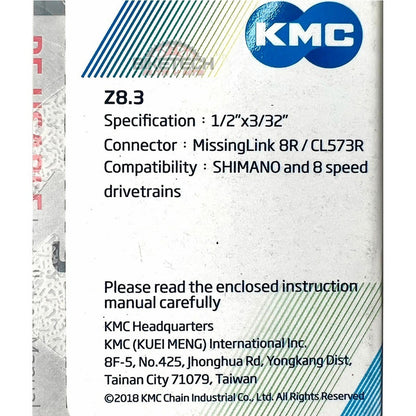 KMC
BIKETECH
Z8.3
Specification : 1/2”x3/32”
Connector : MissingLink 8R / CL573R
Compatibility : SHIMANO and 8 speed
drivetrains
Please read the enclosed instruction
manual carefully
KMC Headquarters
KMC (KUEI MENG) International Inc.
8F-5, No.425, Jhonghua Rd, Yongkang Dist,
Tainan City 71079, Taiwan
©2018 KMC Chain Industrial Co., Ltd. All Rights Reserved